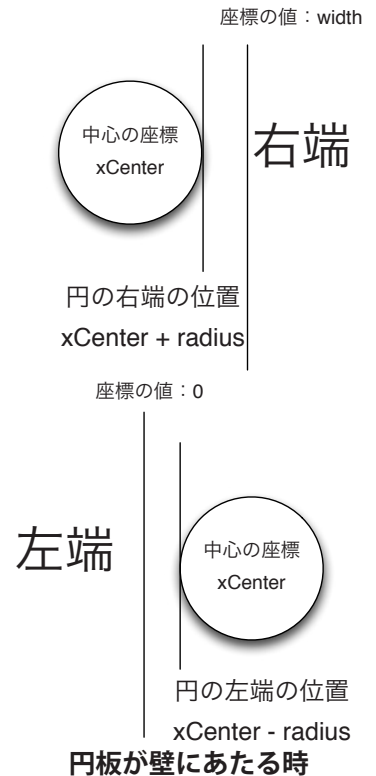 座標の値：width
中心の座標
xCenter
右端
円の右端の位置
xCenter + radius
座標の値：0
左端
中心の座標
xCenter
円の左端の位置
xCenter - radius
円板が壁にあたる時